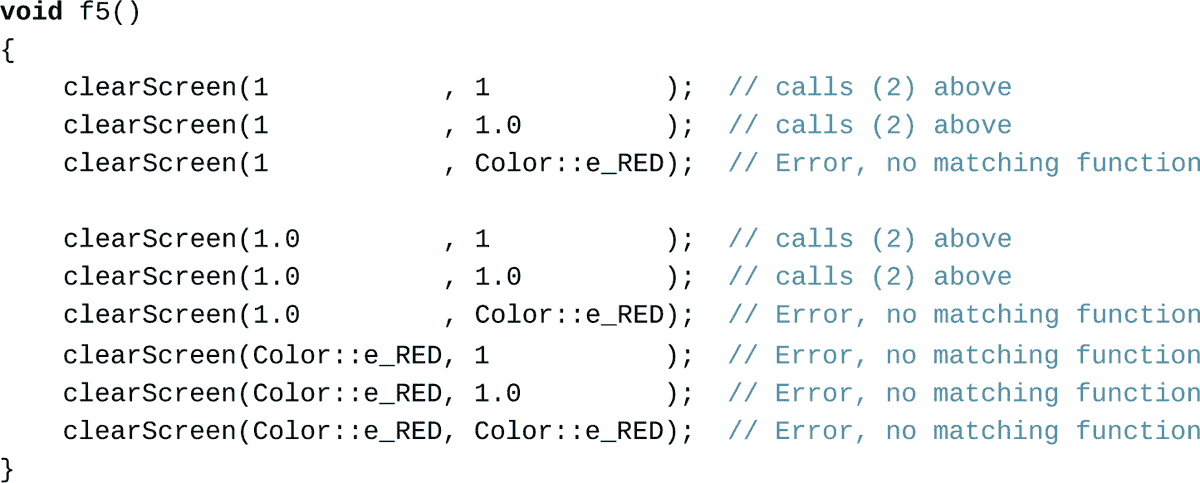 void f5()
{
    clearScreen(1           , 1           );  // calls (2) above
    clearScreen(1           , 1.0         );  // calls (2) above
    clearScreen(1           , Color::e_RED);  // Error, no matching function

    clearScreen(1.0         , 1           );  // calls (2) above
    clearScreen(1.0         , 1.0         );  // calls (2) above
    clearScreen(1.0         , Color::e_RED);  // Error, no matching function
    clearScreen(Color::e_RED, 1           );  // Error, no matching function
    clearScreen(Color::e_RED, 1.0         );  // Error, no matching function
    clearScreen(Color::e_RED, Color::e_RED);  // Error, no matching function
}